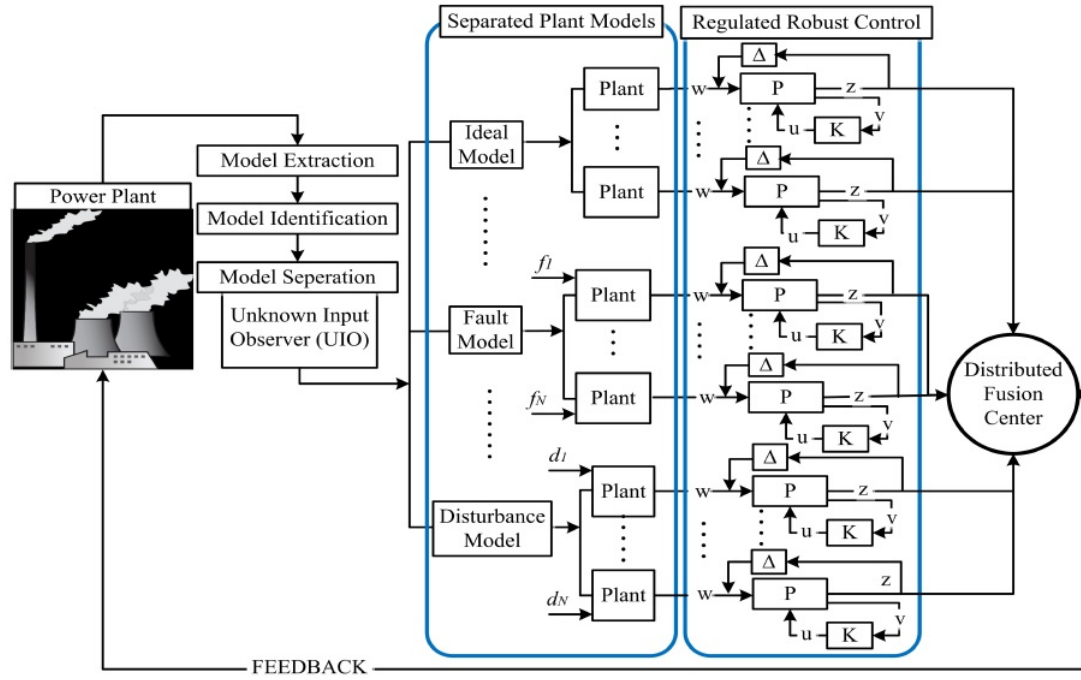 Separated Plant Models
Regulated Robust Control
Power Plant
Model Extraction
Model Identification
Model Seperation
Unknown Input
Observer (UIO)
Ideal
Model
Plant
Plant
Fault
Model
f1
Plant
fN
Plant
Disturbance
Model
d1
Plant
dN
Plant
Δ
w
P
z
v
u
K
Δ
w
P
z
v
u
K
Δ
w
P
z
v
u
K
Δ
w
P
z
v
u
K
Δ
w
P
z
v
u
K
Δ
w
P
z
v
u
K
Distributed
Fusion
Center
FEEDBACK